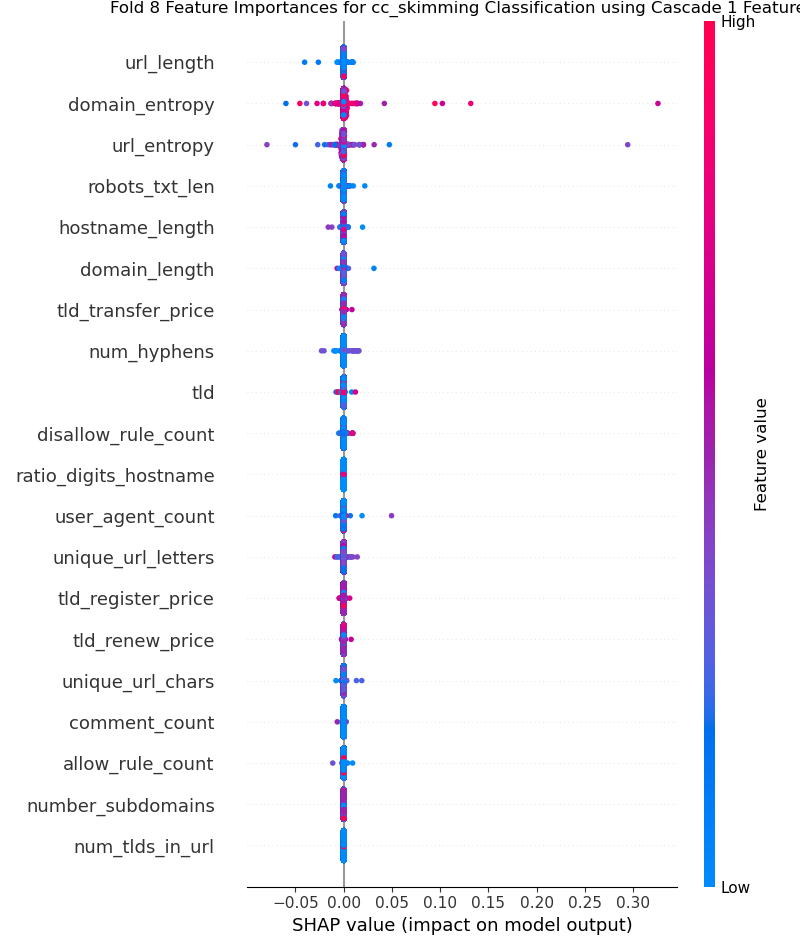 Fold 8 Feature Importances for cc_skimming Classification using Cascade 1 Feature
High
url_length
domain_entropy
url_entropy
robots_txt_len
hostname_length
domain_length
tld_transfer_price
num_hyphens
tld
disallow_rule_count
ratio_digits_hostname
user_agent_count
unique_url_letters
tld_register_price
tld_renew_price
unique_url_chars
comment_count
allow_rule_count
number_subdomains
num_tlds_in_url
Feature value
Low
−0.05 0.00 0.05 0.10 0.15 0.20 0.25 0.30
SHAP value (impact on model output)